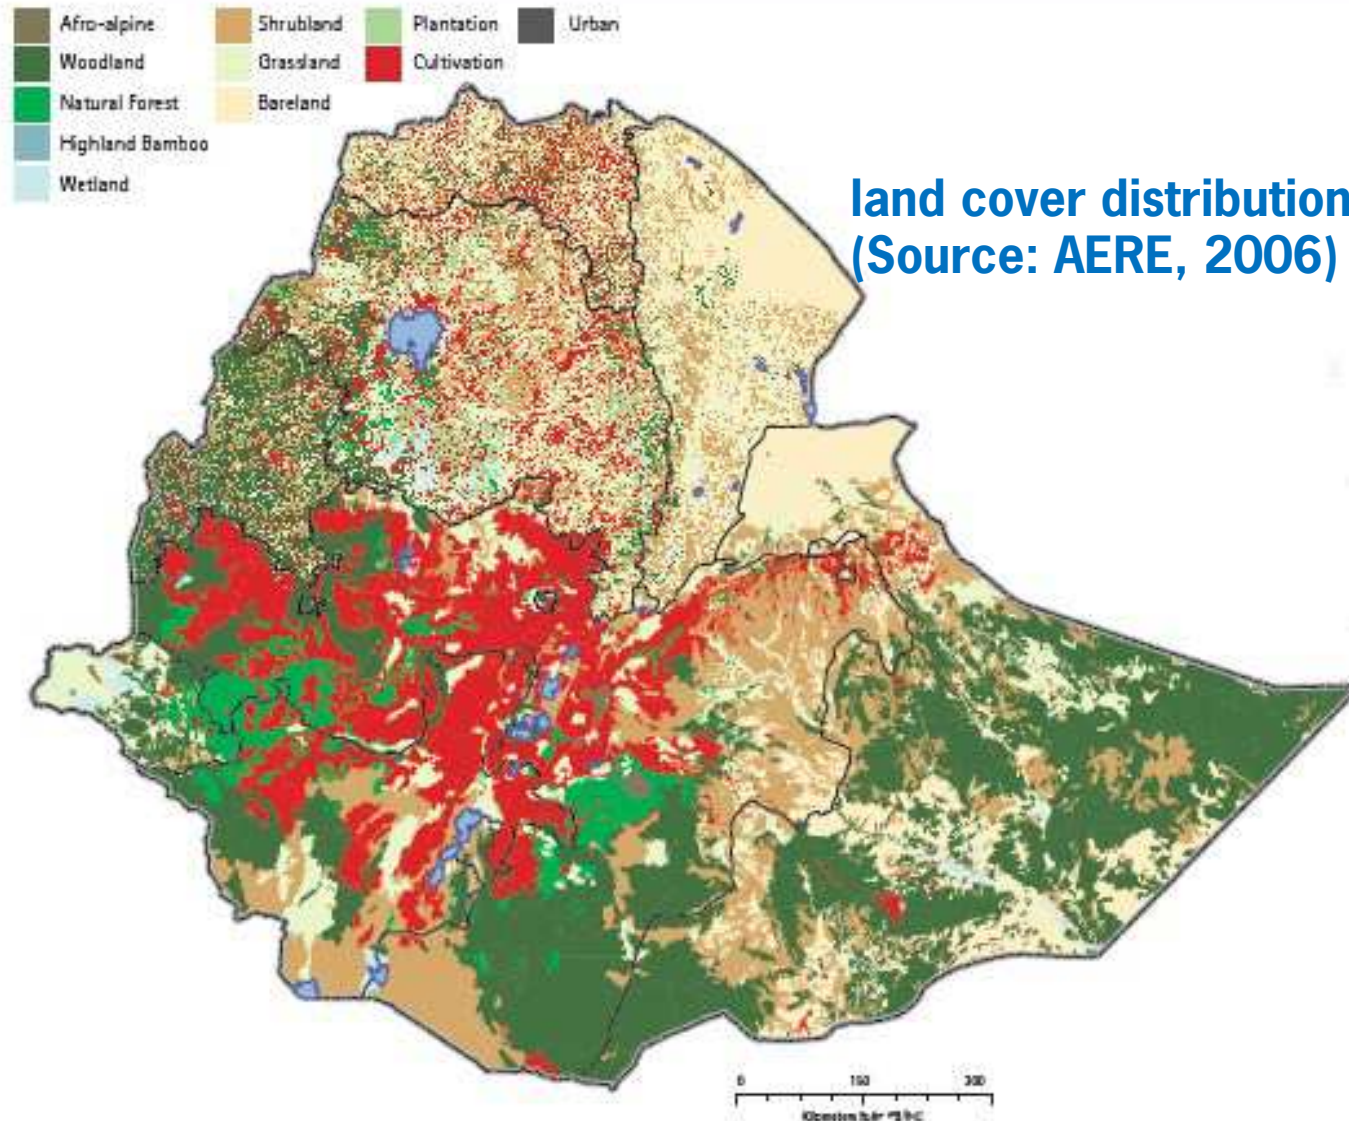 Afro-alpine
Woodland
Natural Forest
Highland Bamboo
Wetland
Shrubland
Grassland
Bareland
Plantation
Cultivation
Urban
land cover distribution
(Source: AERE, 2006)
0 150 300